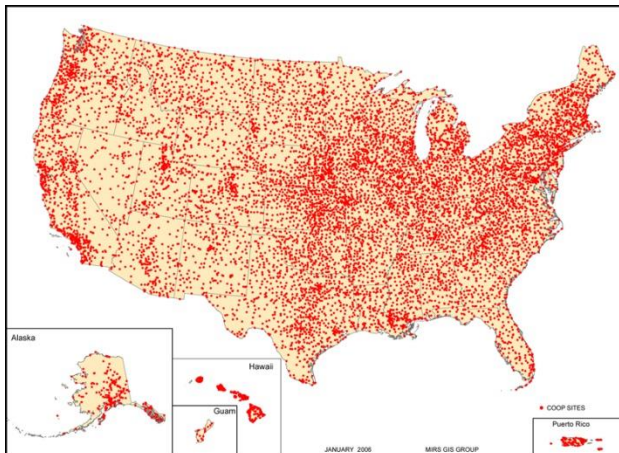 Alaska
Hawaii
Guam
COOP SITES
Puerto Rico
JANUARY 2006
MIRS GIS GROUP